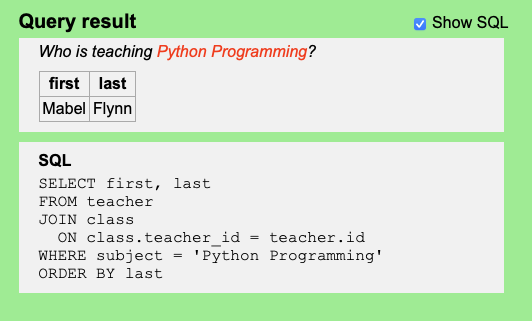 Query result
Show SQL
Who is teaching Python Programming?
first last
Mabel Flynn
SQL
SELECT first, last
FROM teacher
JOIN class
  ON class.teacher_id = teacher.id
WHERE subject = 'Python Programming'
ORDER BY last